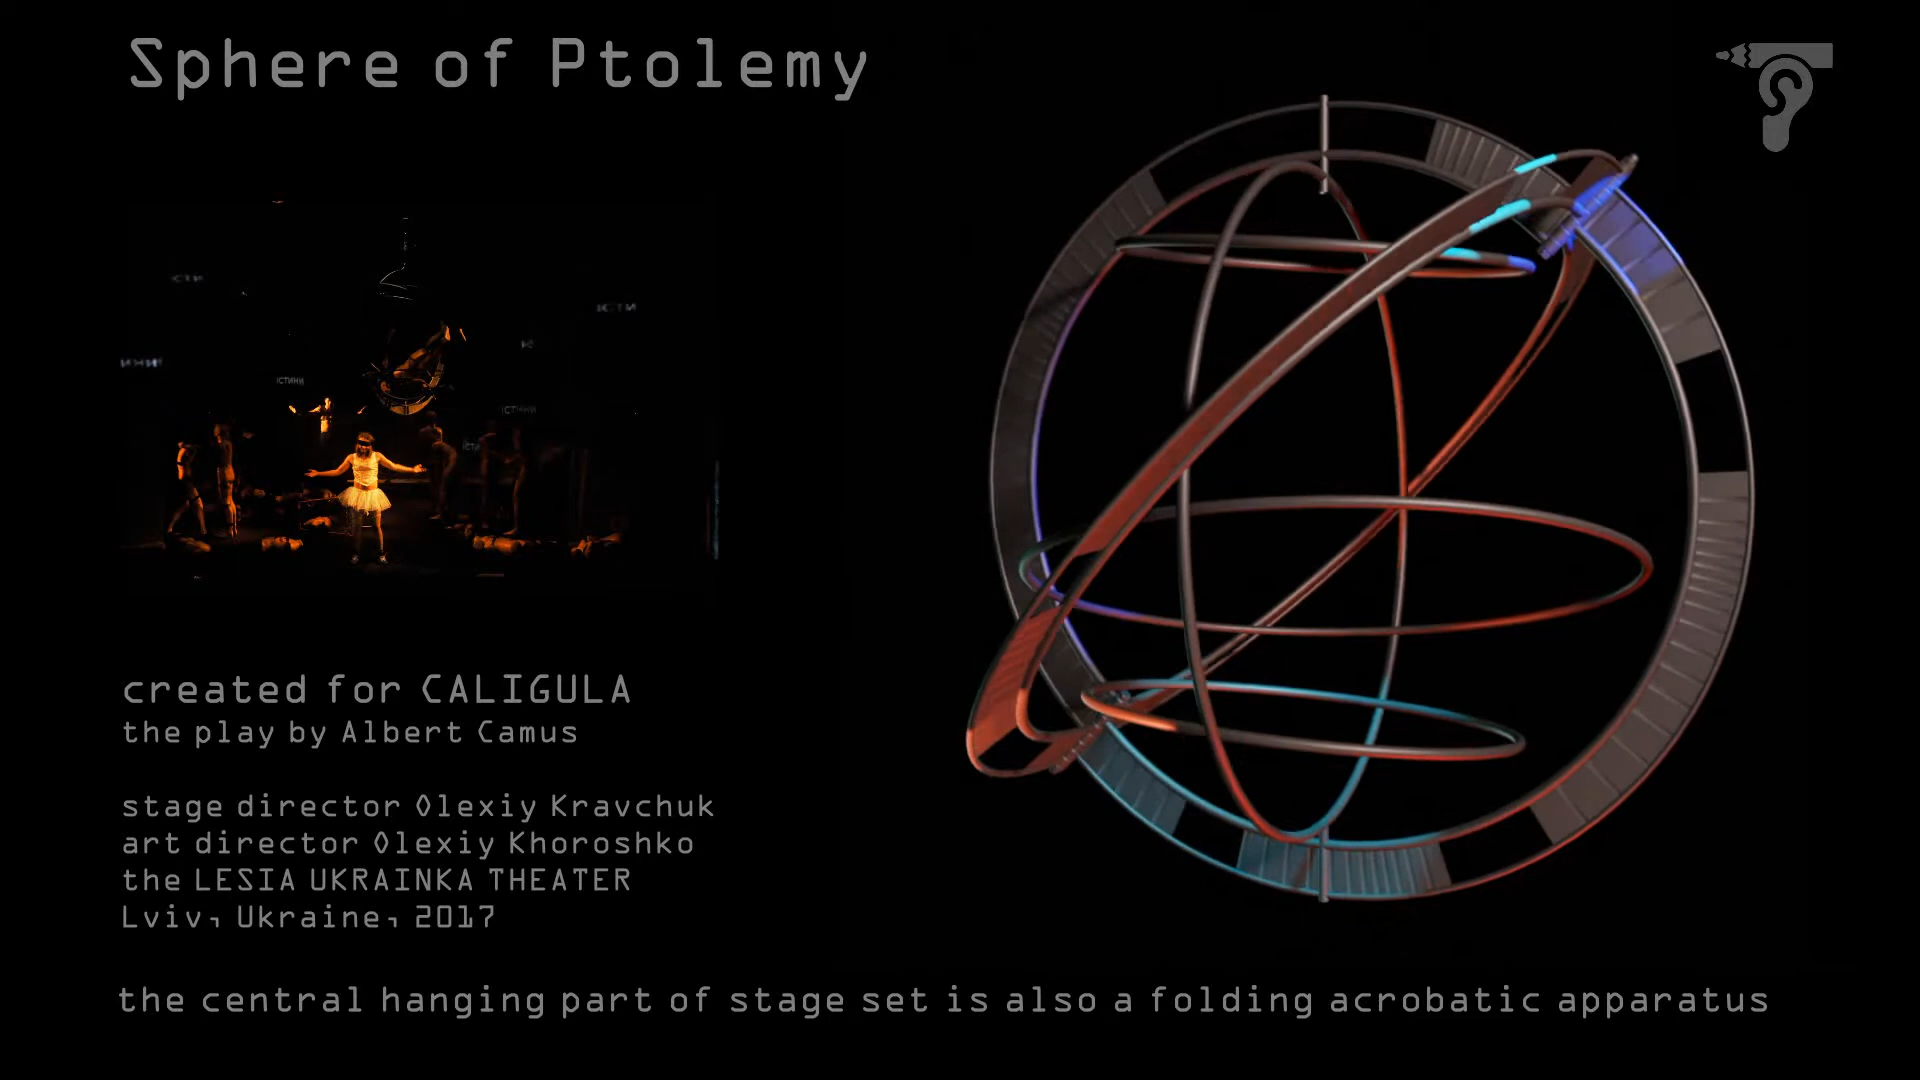 Sphere of Ptolemy
ІСТИНИ
created for CALIGULA
the play by Albert Camus
stage director Olexiy Kravchuk
art director Olexiy Khoroshko
the LESIA UKRAINKA THEATER
Lviv, Ukraine, 2017
the central hanging part of stage set is also a folding acrobatic apparatus